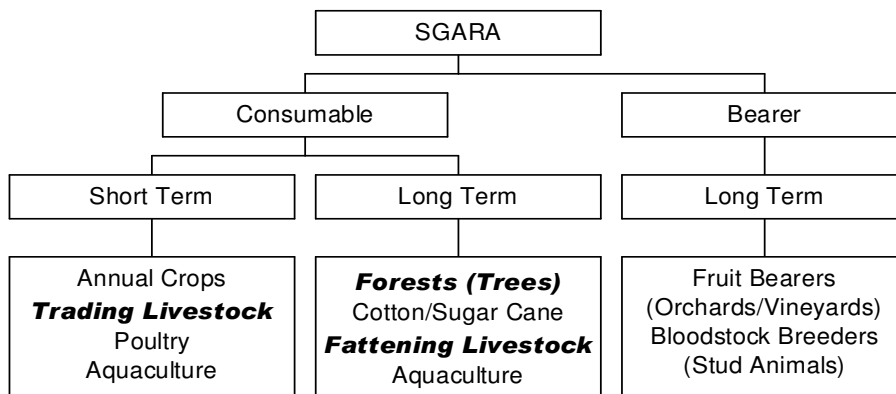 SGARA
Consumable
Bearer
Short Term
Long Term
Long Term
Annual Crops
Trading Livestock
Poultry
Aquaculture
Forests (Trees)
Cotton/Sugar Cane
Fattening Livestock
Aquaculture
Fruit Bearers
(Orchards/Vineyards)
Bloodstock Breeders
(Stud Animals)